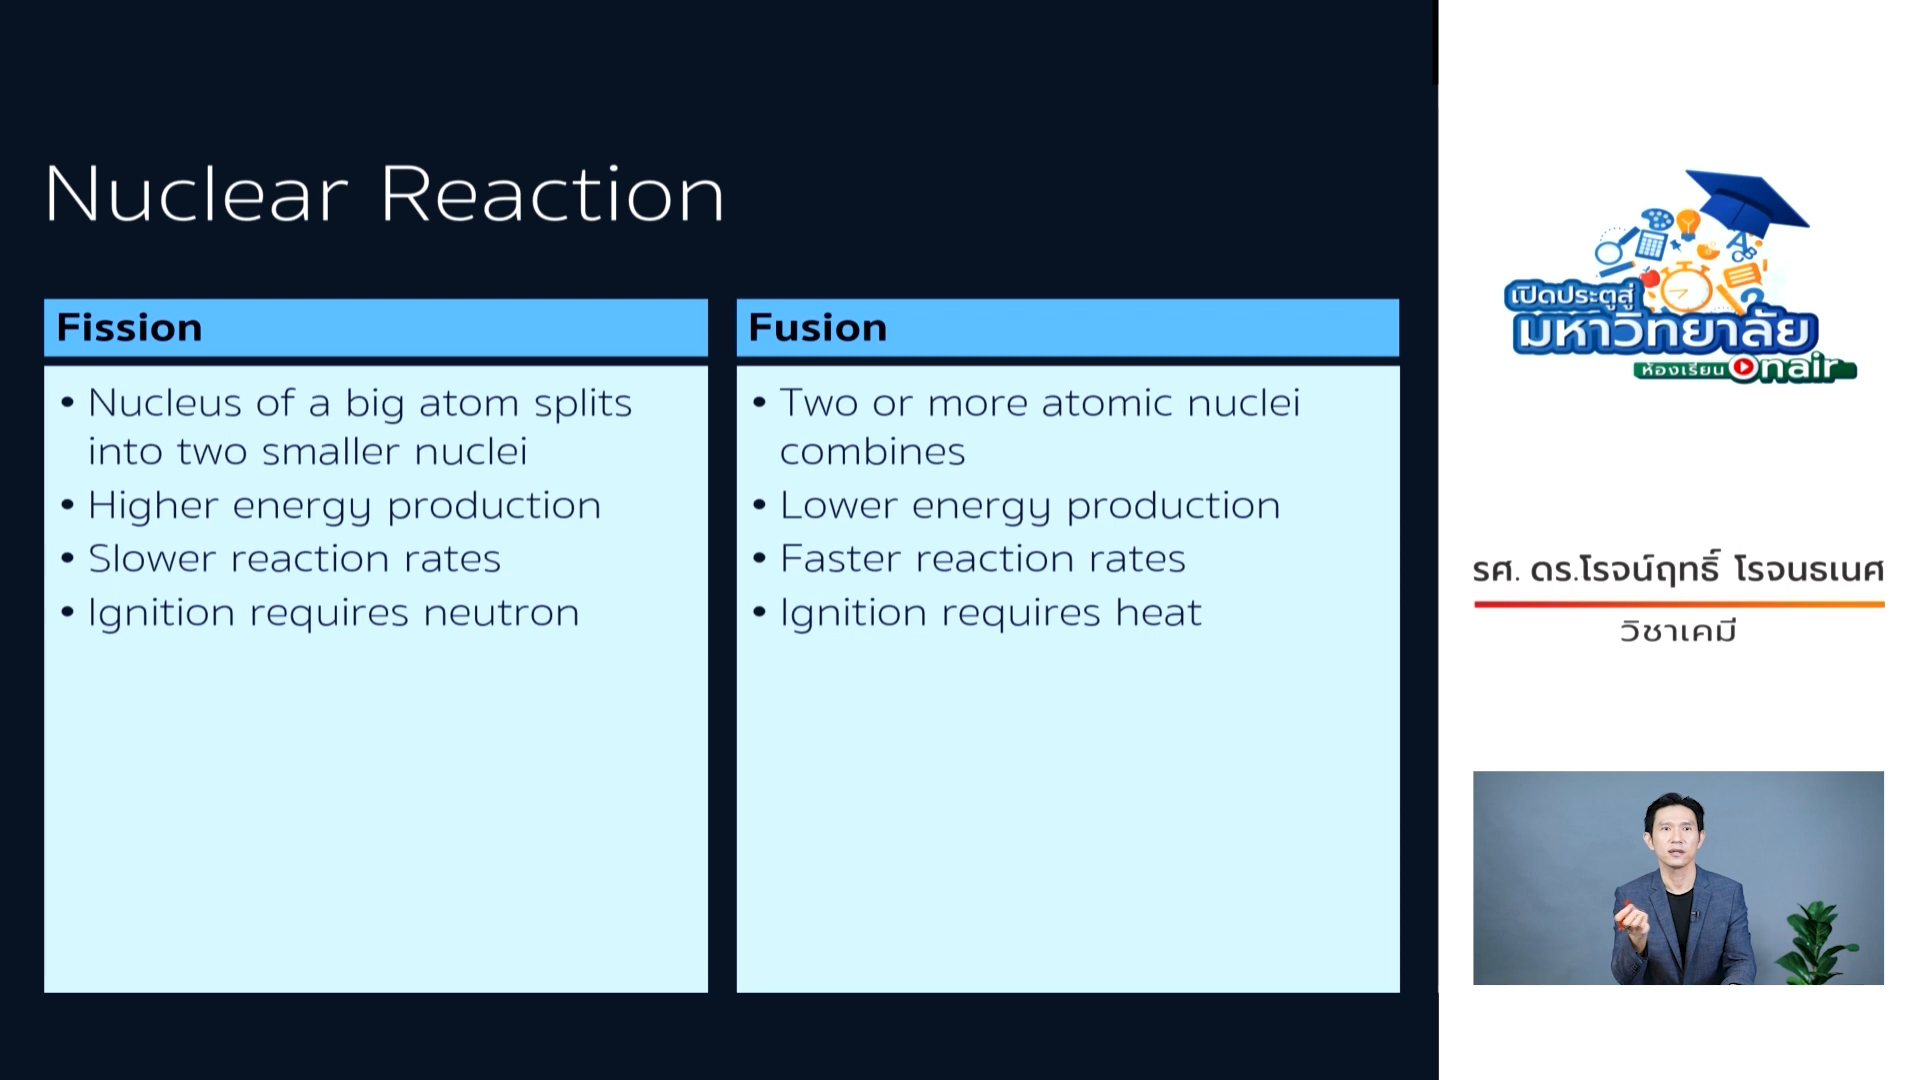 Nuclear Reaction
Fission
• Nucleus of a big atom splits
into two smaller nuclei
• Higher energy production
• Slower reaction rates
• Ignition requires neutron
Fusion
• Two or more atomic nuclei
combines
• Lower energy production
• Faster reaction rates
• Ignition requires heat
เปิดประตูสู่
มหาวิทยาลัย
ห้องเรียน Onair
รศ. ดร.โรจน์ฤทธิ์ โรจนธเนศ
วิชาเคมี